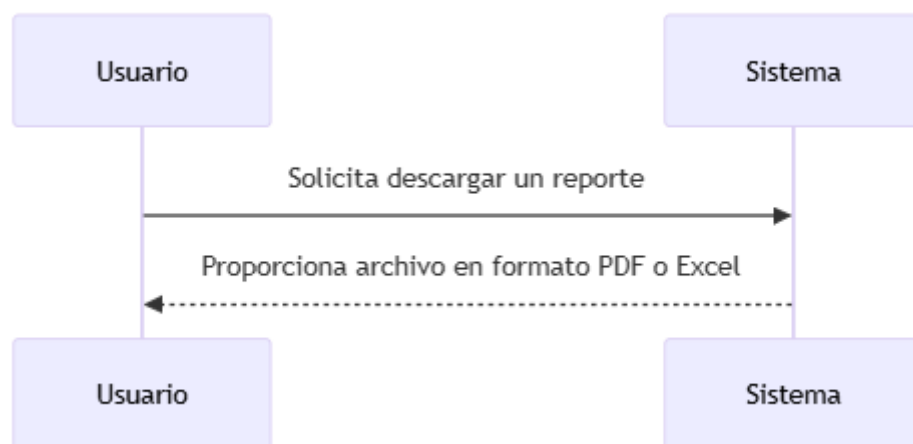 Usuario
Sistema
Solicita descargar un reporte
Proporciona archivo en formato PDF o Excel
Usuario
Sistema